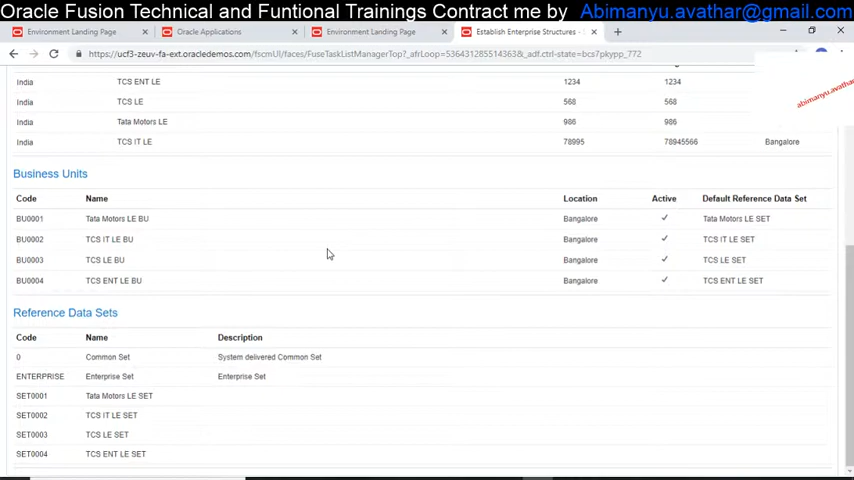 Oracle Fusion Technical and Funtional Trainings Contract me by Abimanyu.avathar@gmail.com
Environment Landing Page Oracle Applications Environment Landing Page Establish Enterprise Structures -
https://ucf3-zeuv-fa-ext.oracledemos.com/fscmUI/faces/FuseTaskListManagerTop?_afrLoop=5364312855143638&_adf.ctrl-state=bcs7pkypp_772
abimanyu.avathar
India TCS ENT LE 1234 1234
India TCS LE 568 568
India Tata Motors LE 986 986
India TCS IT LE 78995 78945566 Bangalore
Business Units
Code Name Location Active Default Reference Data Set
BU0001 Tata Motors LE BU Bangalore ✓ Tata Motors LE SET
BU0002 TCS IT LE BU Bangalore ✓ TCS IT LE SET
BU0003 TCS LE BU Bangalore ✓ TCS LE SET
BU0004 TCS ENT LE BU Bangalore ✓ TCS ENT LE SET
Reference Data Sets
Code Name Description
0 Common Set System delivered Common Set
ENTERPRISE Enterprise Set Enterprise Set
SET0001 Tata Motors LE SET
SET0002 TCS IT LE SET
SET0003 TCS LE SET
SET0004 TCS ENT LE SET